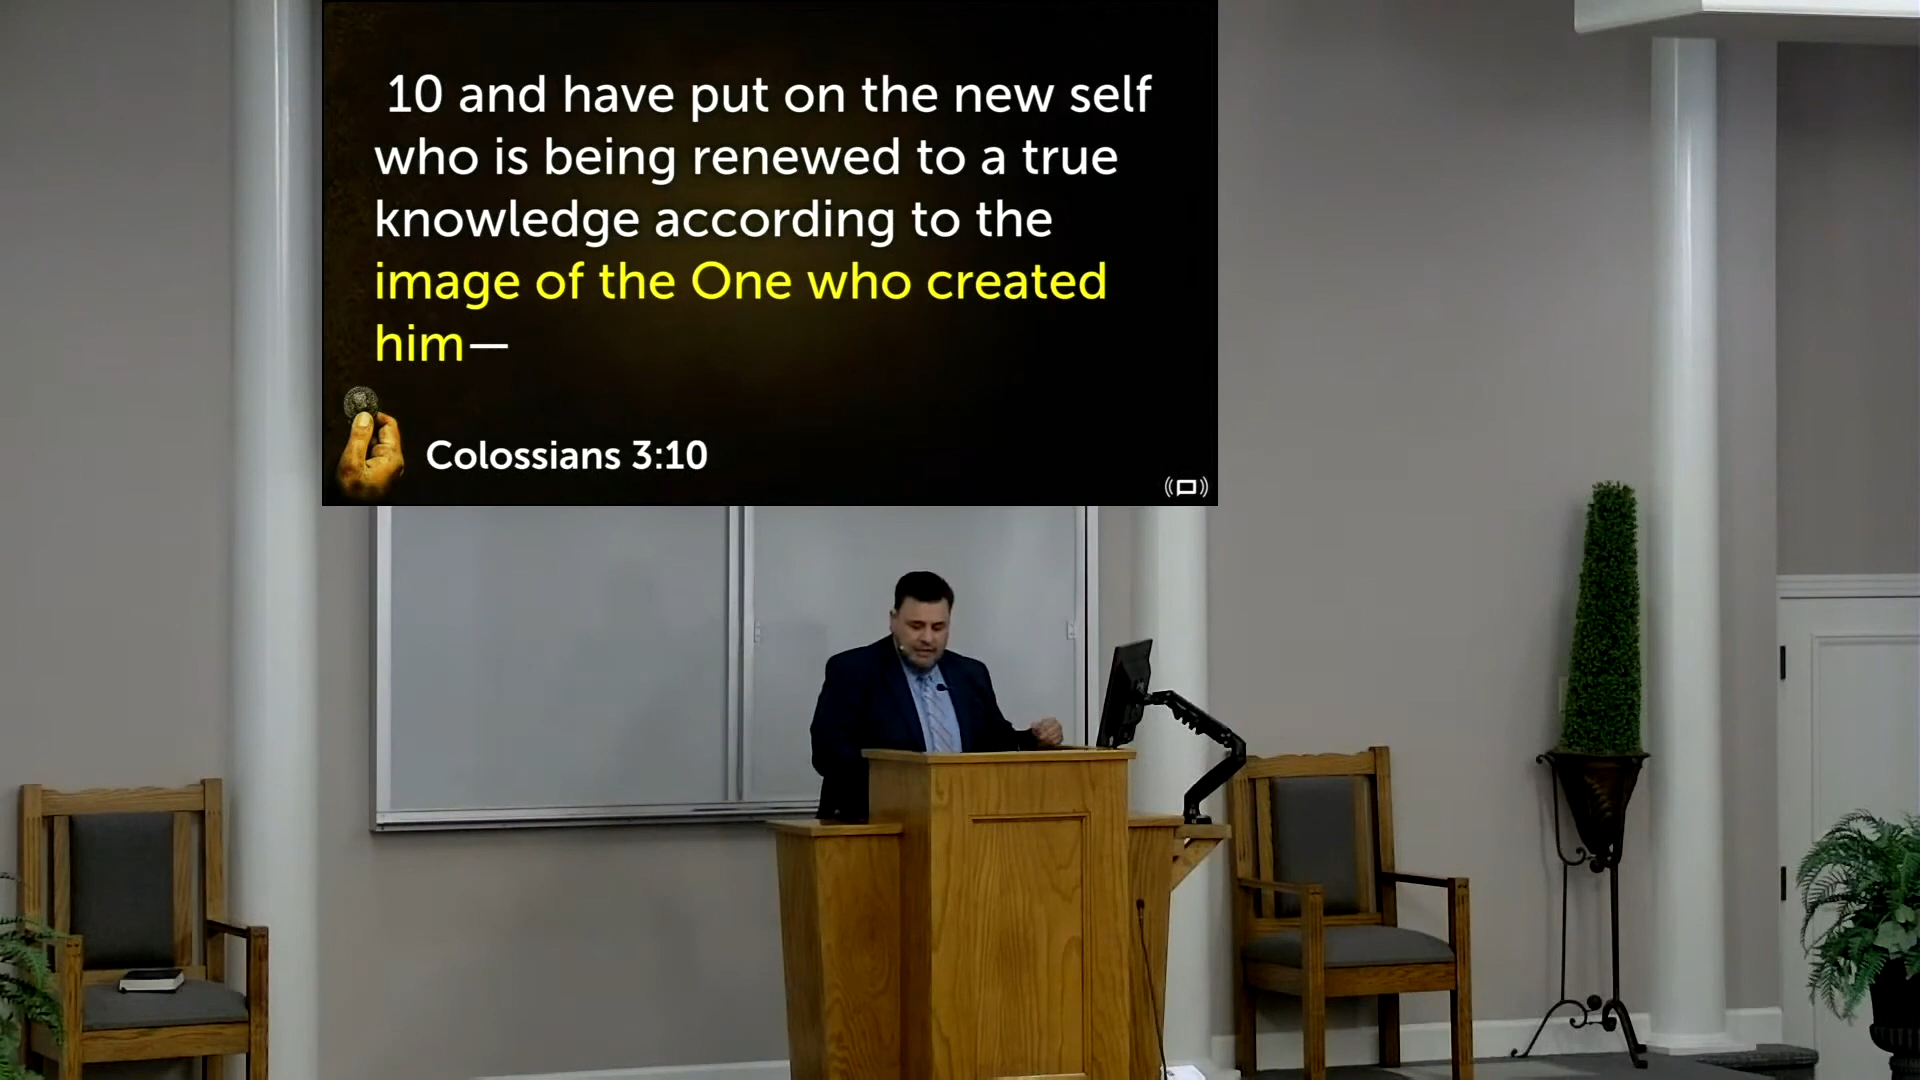 10 and have put on the new self
who is being renewed to a true
knowledge according to the
image of the One who created
him—
Colossians 3:10